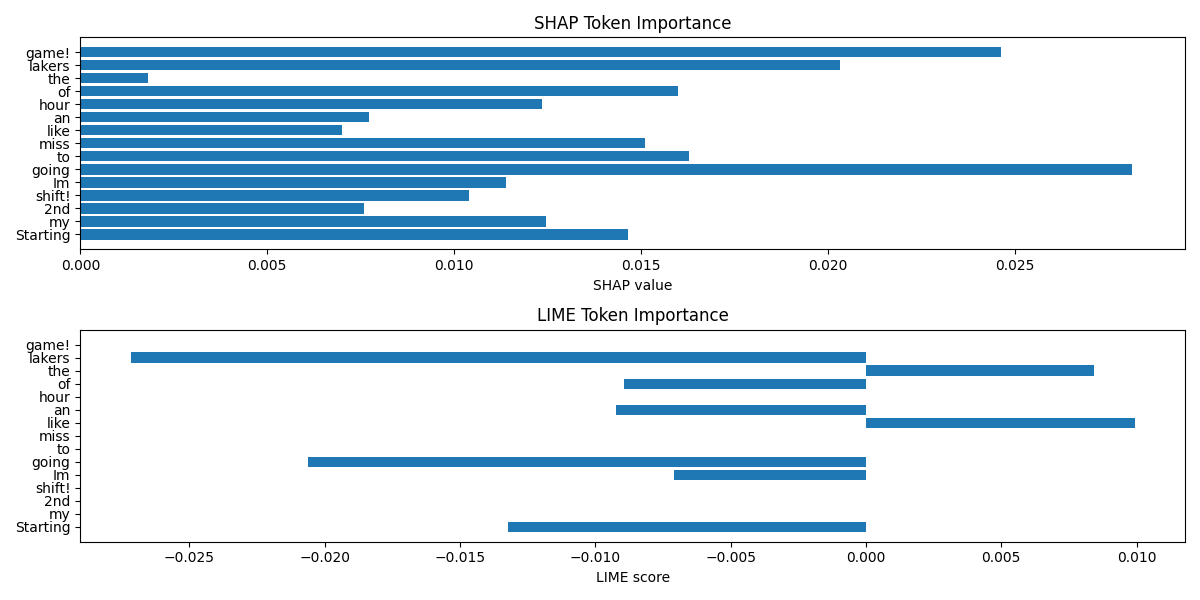 SHAP Token Importance
game!
lakers
the
of
hour
an
like
miss
to
going
Im
shift!
2nd
my
Starting
0.000 0.005 0.010 0.015 0.020 0.025
SHAP value
LIME Token Importance
game!
lakers
the
of
hour
an
like
miss
to
going
Im
shift!
2nd
my
Starting
−0.025 −0.020 −0.015 −0.010 −0.005 0.000 0.005 0.010
LIME score